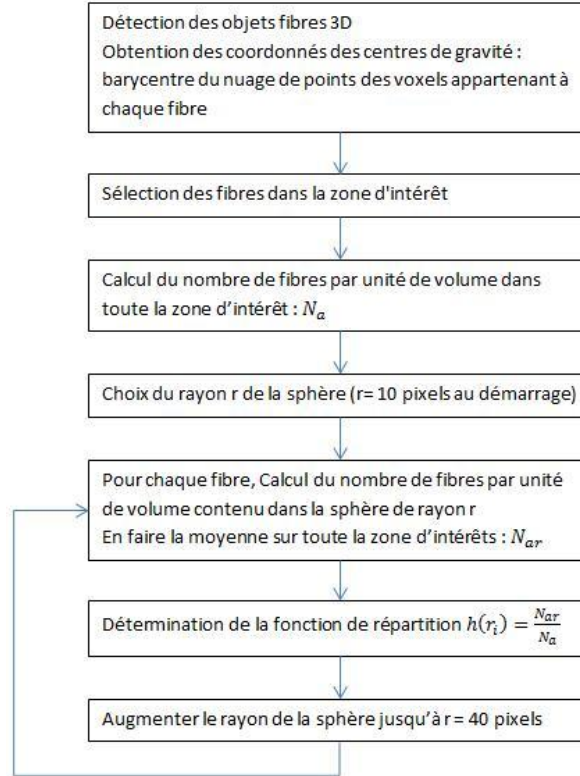 Détection des objets fibres 3D
Obtention des coordonnés des centres de gravité :
barycentre du nuage de points des voxels appartenant à
chaque fibre
Sélection des fibres dans la zone d'intérêt
Calcul du nombre de fibres par unité de volume dans
toute la zone d’intérêt : N_a
Choix du rayon r de la sphère (r= 10 pixels au démarrage)
Pour chaque fibre, Calcul du nombre de fibres par unité
de volume contenu dans la sphère de rayon r
En faire la moyenne sur toute la zone d’intérêts : N_ar
Détermination de la fonction de répartition h(r_i) = N_ar/N_a
Augmenter le rayon de la sphère jusqu’à r = 40 pixels